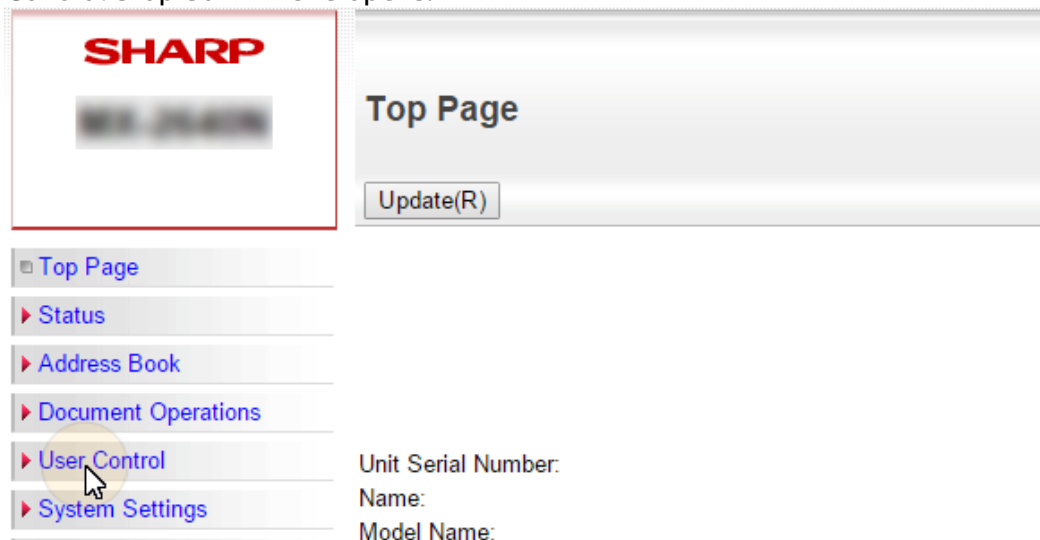 SHARP
Top Page
Update(R)
Top Page
Status
Address Book
Document Operations
User Control
System Settings
Unit Serial Number:
Name:
Model Name: